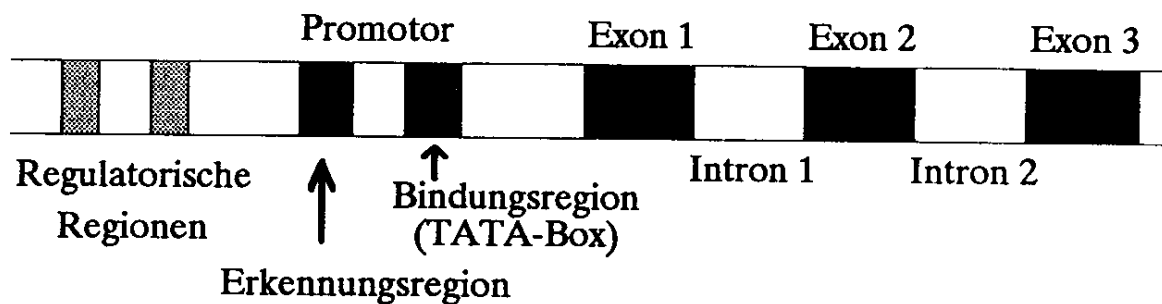 Promotor
Exon 1
Exon 2
Exon 3
Regulatorische
Regionen
Intron 1
Intron 2
Bindungsregion
(TATA-Box)
Erkennungsregion